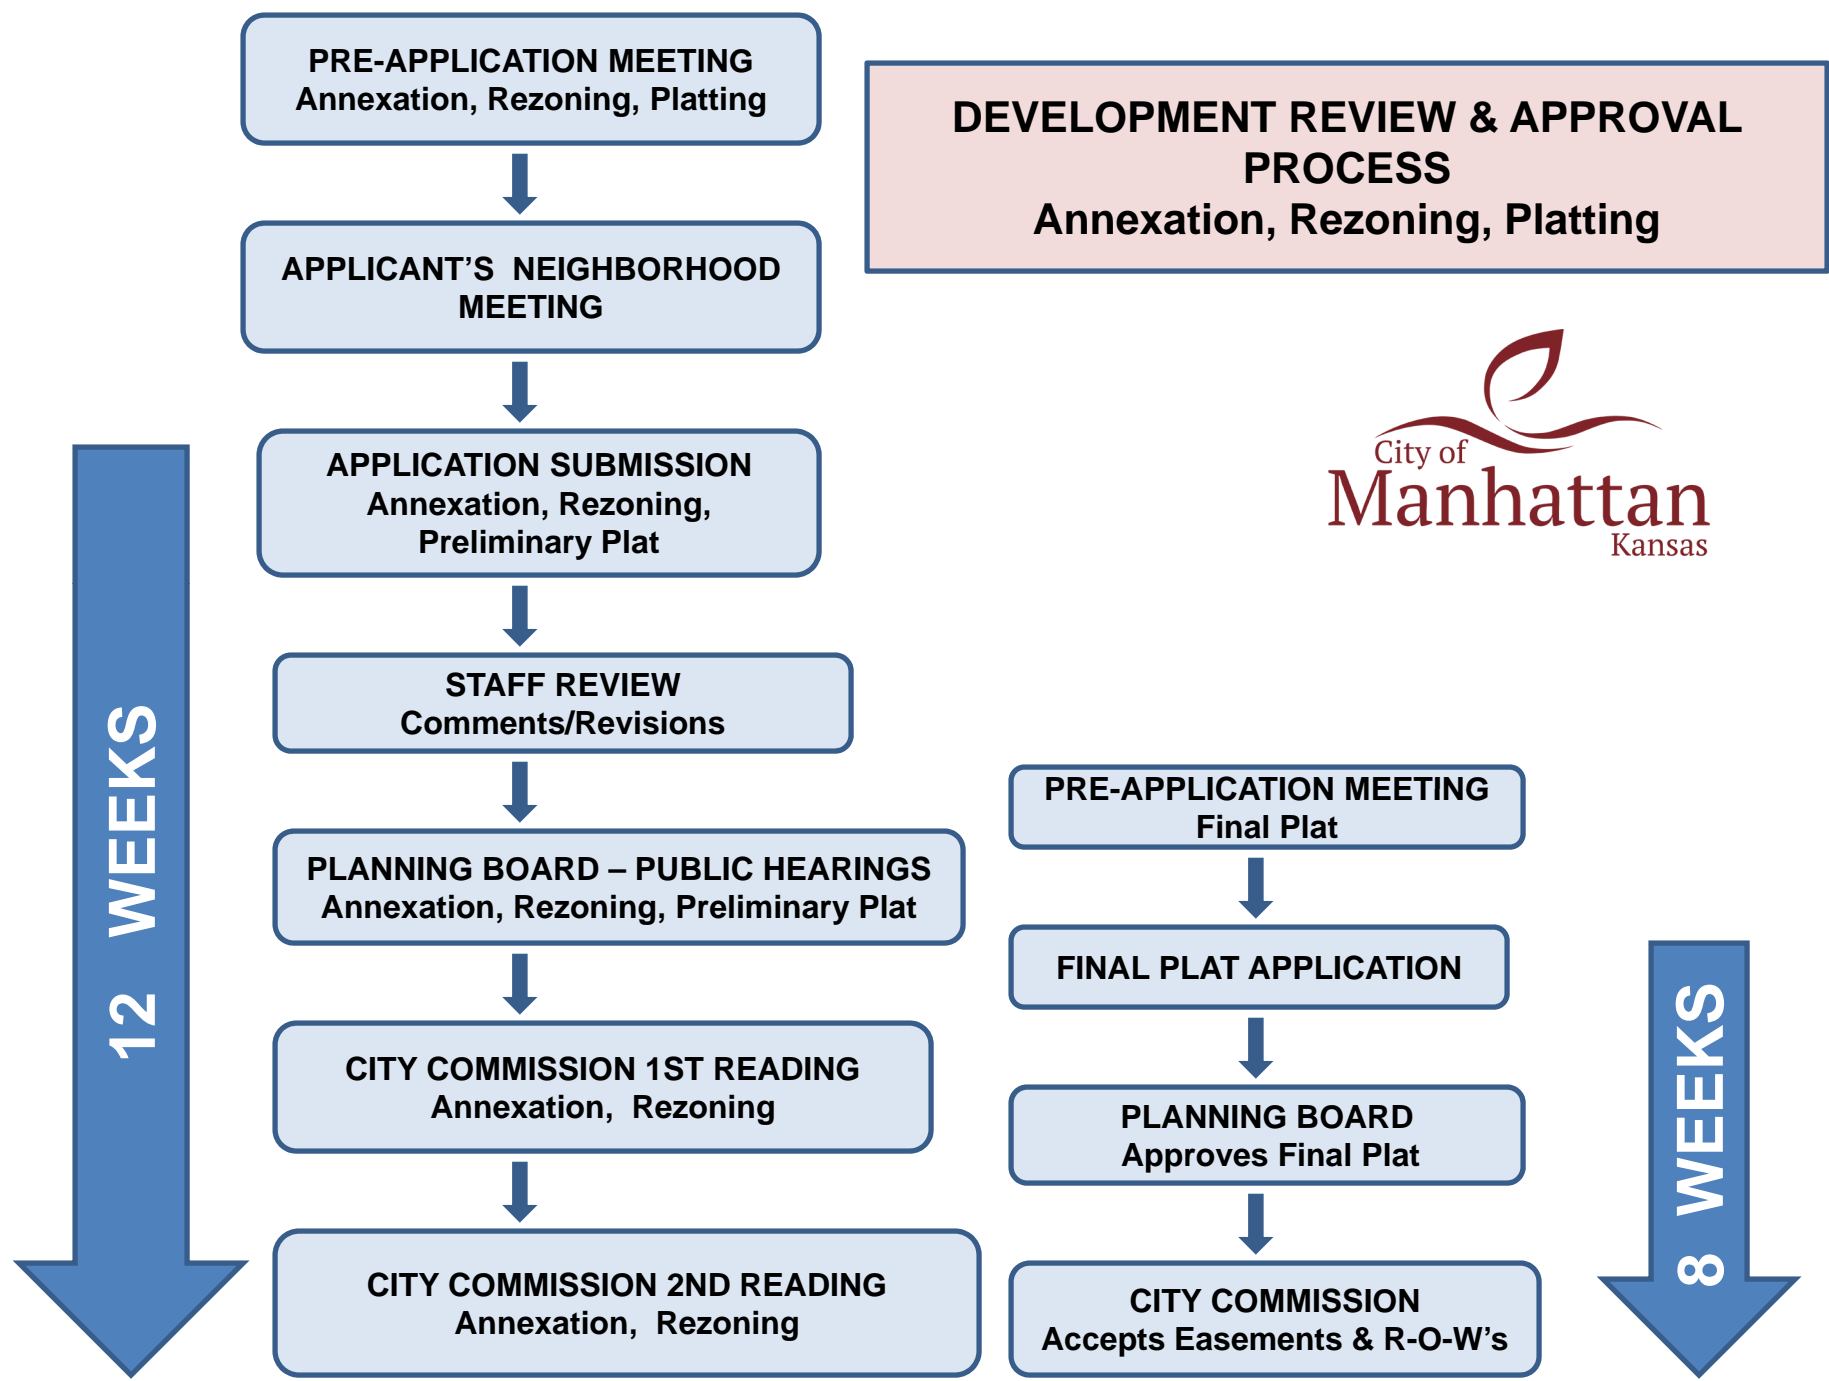 PRE-APPLICATION MEETING
Annexation, Rezoning, Platting
DEVELOPMENT REVIEW & APPROVAL
PROCESS
Annexation, Rezoning, Platting
APPLICANT’S  NEIGHBORHOOD
MEETING
City of
Manhattan
Kansas
APPLICATION SUBMISSION
Annexation, Rezoning,
Preliminary Plat
12 WEEKS
STAFF REVIEW
Comments/Revisions
PLANNING BOARD – PUBLIC HEARINGS
Annexation, Rezoning, Preliminary Plat
CITY COMMISSION 1ST READING
Annexation,  Rezoning
CITY COMMISSION 2ND READING
Annexation,  Rezoning
PRE-APPLICATION MEETING
Final Plat
FINAL PLAT APPLICATION
PLANNING BOARD
Approves Final Plat
CITY COMMISSION
Accepts Easements & R-O-W’s
8 WEEKS